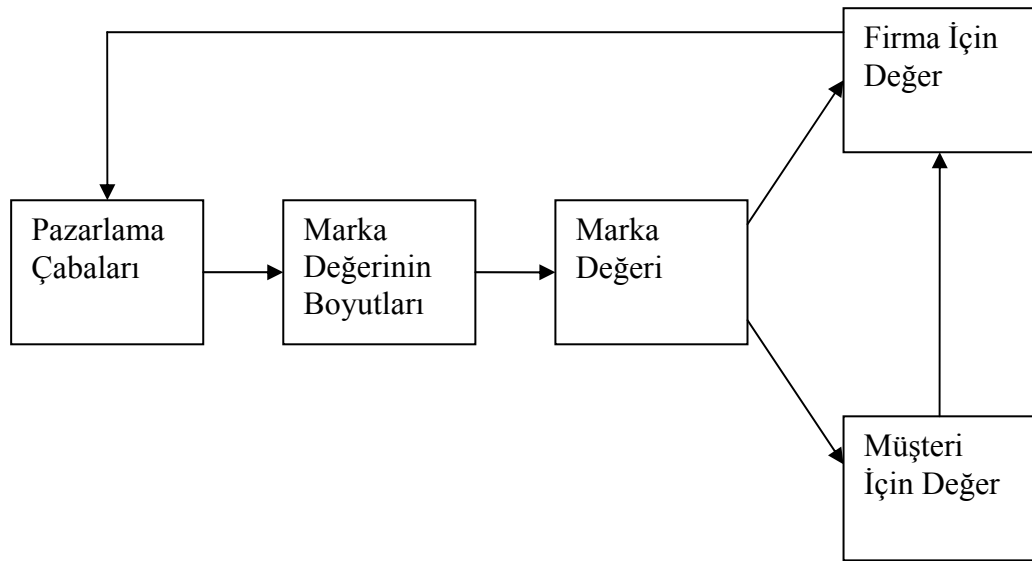 Firma İçin
Değer
Pazarlama
Çabaları
Marka
Değerinin
Boyutları
Marka
Değeri
Müşteri
İçin Değer